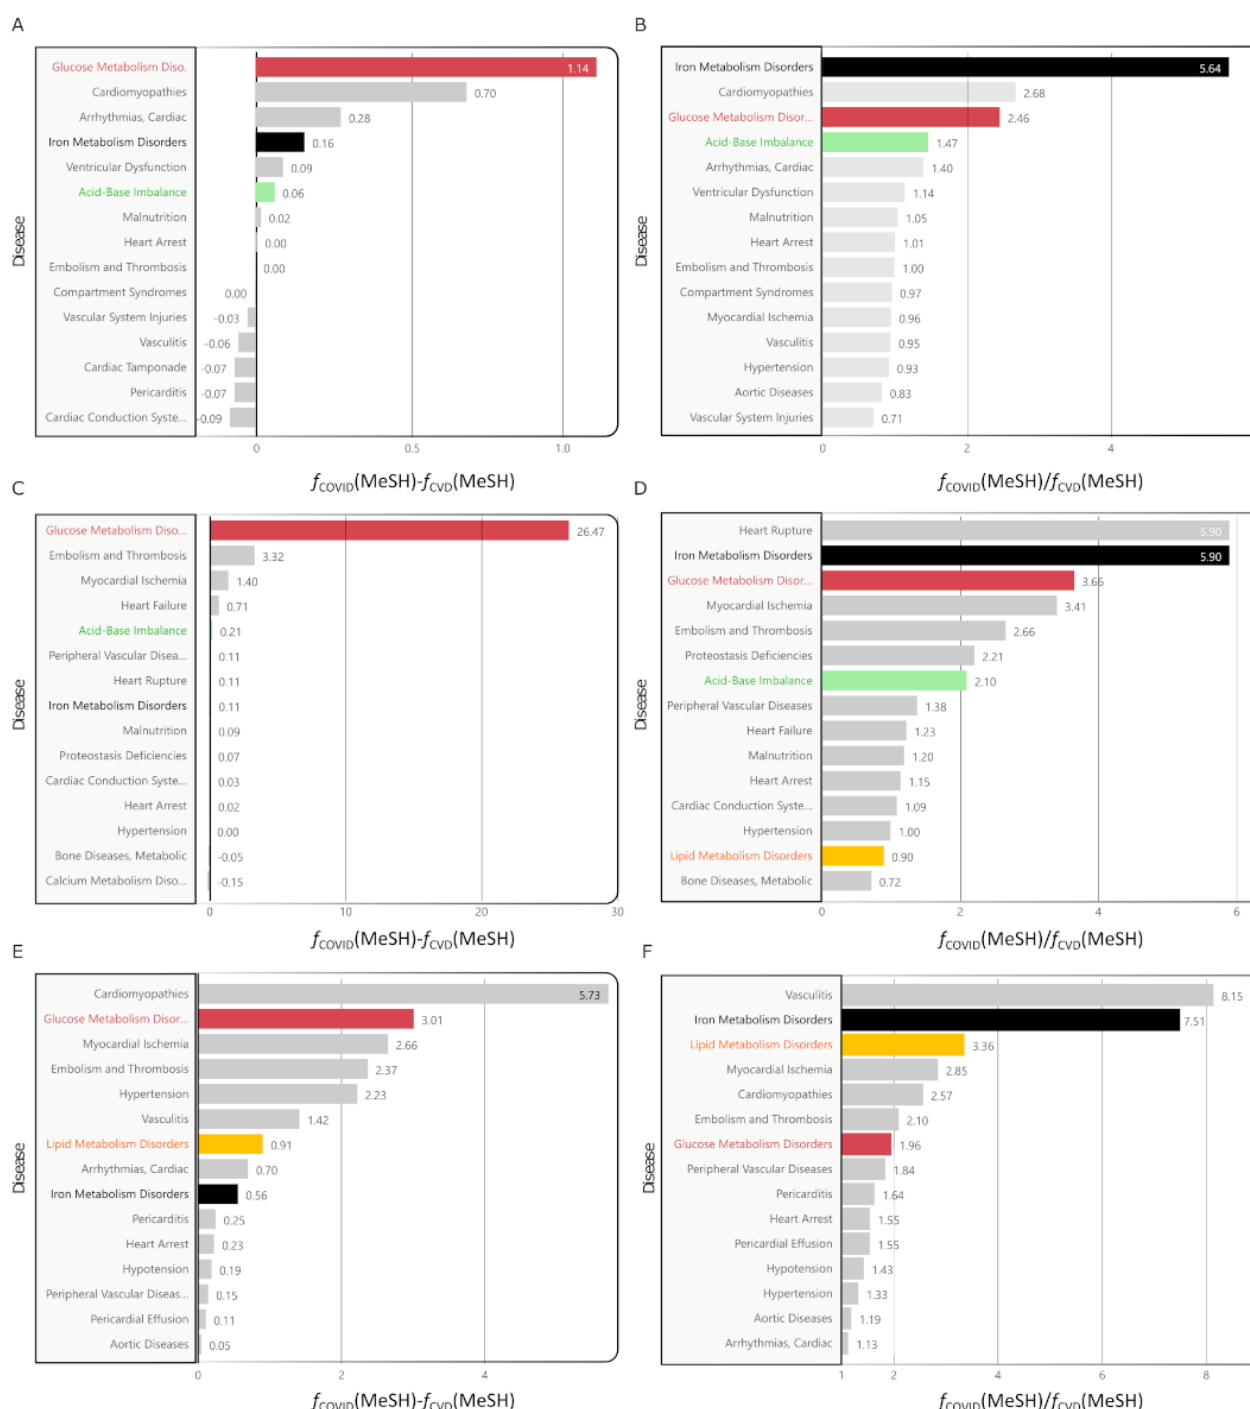 A
Disease
Glucose Metabolism Diso. 1.14
Cardiomyopathies 0.70
Arrhythmias, Cardiac 0.28
Iron Metabolism Disorders 0.16
Ventricular Dysfunction 0.09
Acid-Base Imbalance 0.06
Malnutrition 0.02
Heart Arrest 0.00
Embolism and Thrombosis 0.00
Compartment Syndromes 0.00
Vascular System Injuries -0.03
Vasculitis -0.06
Cardiac Tamponade -0.07
Pericarditis -0.07
Cardiac Conduction Syste... -0.09
0 0.5 1.0
fCOVID(MeSH)-fCVD(MeSH)
B
Disease
Iron Metabolism Disorders 5.64
Cardiomyopathies 2.68
Glucose Metabolism Disor... 2.46
Acid-Base Imbalance 1.47
Arrhythmias, Cardiac 1.40
Ventricular Dysfunction 1.14
Malnutrition 1.05
Heart Arrest 1.01
Embolism and Thrombosis 1.00
Compartment Syndromes 0.97
Myocardial Ischemia 0.96
Vasculitis 0.95
Hypertension 0.93
Aortic Diseases 0.83
Vascular System Injuries 0.71
0 2 4
fCOVID(MeSH)/fCVD(MeSH)
C
Disease
Glucose Metabolism Diso... 26.47
Embolism and Thrombosis 3.32
Myocardial Ischemia 1.40
Heart Failure 0.71
Acid-Base Imbalance 0.21
Peripheral Vascular Disea... 0.11
Heart Rupture 0.11
Iron Metabolism Disorders 0.11
Malnutrition 0.09
Proteostasis Deficiencies 0.07
Cardiac Conduction Syste... 0.03
Heart Arrest 0.02
Hypertension 0.00
Bone Diseases, Metabolic -0.05
Calcium Metabolism Diso... -0.15
0 10 20 30
fCOVID(MeSH)-fCVD(MeSH)
D
Disease
Heart Rupture 5.90
Iron Metabolism Disorders 5.90
Glucose Metabolism Disor... 3.66
Myocardial Ischemia 3.41
Embolism and Thrombosis 2.66
Proteostasis Deficiencies 2.21
Acid-Base Imbalance 2.10
Peripheral Vascular Diseases 1.38
Heart Failure 1.23
Malnutrition 1.20
Heart Arrest 1.15
Cardiac Conduction Syste... 1.09
Hypertension 1.00
Lipid Metabolism Disorders 0.90
Bone Diseases, Metabolic 0.72
0 2 4 6
fCOVID(MeSH)/fCVD(MeSH)
E
Disease
Cardiomyopathies 5.73
Glucose Metabolism Disor... 3.01
Myocardial Ischemia 2.66
Embolism and Thrombosis 2.37
Hypertension 2.23
Vasculitis 1.42
Lipid Metabolism Disorders 0.91
Arrhythmias, Cardiac 0.70
Iron Metabolism Disorders 0.56
Pericarditis 0.25
Heart Arrest 0.23
Hypotension 0.19
Peripheral Vascular Diseas... 0.15
Pericardial Effusion 0.11
Aortic Diseases 0.05
0 2 4
fCOVID(MeSH)-fCVD(MeSH)
F
Disease
Vasculitis 8.15
Iron Metabolism Disorders 7.51
Lipid Metabolism Disorders 3.36
Myocardial Ischemia 2.85
Cardiomyopathies 2.57
Embolism and Thrombosis 2.10
Glucose Metabolism Disorders 1.96
Peripheral Vascular Diseases 1.84
Pericarditis 1.64
Heart Arrest 1.55
Pericardial Effusion 1.55
Hypotension 1.43
Hypertension 1.33
Aortic Diseases 1.19
Arrhythmias, Cardiac 1.13
1 2 4 6 8
fCOVID(MeSH)/fCVD(MeSH)